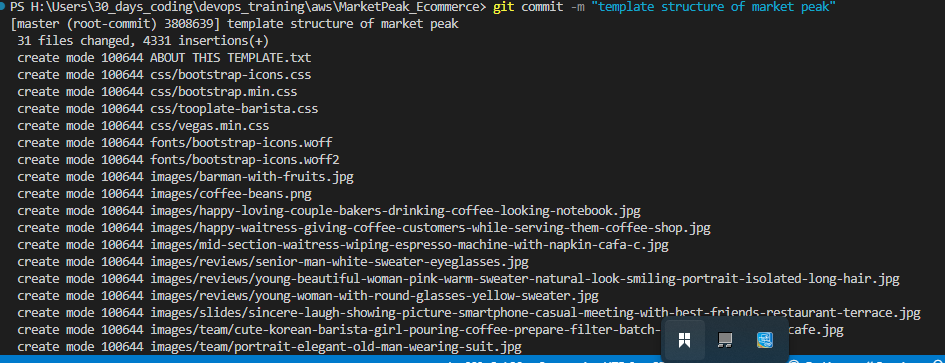 PS H:\Users\30_days_coding\devops_training\aws\MarketPeak_Ecommerce> git commit -m "template structure of market peak"
[master (root-commit) 3808639] template structure of market peak
31 files changed, 4331 insertions(+)
create mode 100644 ABOUT THIS TEMPLATE.txt
create mode 100644 css/bootstrap-icons.css
create mode 100644 css/bootstrap.min.css
create mode 100644 css/tooplate-barista.css
create mode 100644 css/vegas.min.css
create mode 100644 fonts/bootstrap-icons.woff
create mode 100644 fonts/bootstrap-icons.woff2
create mode 100644 images/barman-with-fruits.jpg
create mode 100644 images/coffee-beans.png
create mode 100644 images/happy-loving-couple-bakers-drinking-coffee-looking-notebook.jpg
create mode 100644 images/happy-waitress-giving-coffee-customers-while-serving-them-coffee-shop.jpg
create mode 100644 images/mid-section-waitress-wiping-espresso-machine-with-napkin-cafa-c.jpg
create mode 100644 images/reviews/senior-man-white-sweater-eyeglasses.jpg
create mode 100644 images/reviews/young-beautiful-woman-pink-warm-sweater-natural-look-smiling-portrait-isolated-long-hair.jpg
create mode 100644 images/reviews/young-woman-with-round-glasses-yellow-sweater.jpg
create mode 100644 images/slides/sincere-laugh-showing-picture-smartphone-casual-meeting-with-best-friends-restaurant-terrace.jpg
create mode 100644 images/team/cute-korean-barista-girl-pouring-coffee-prepare-filter-batch- cafe.jpg
create mode 100644 images/team/portrait-elegant-old-man-wearing-suit.jpg